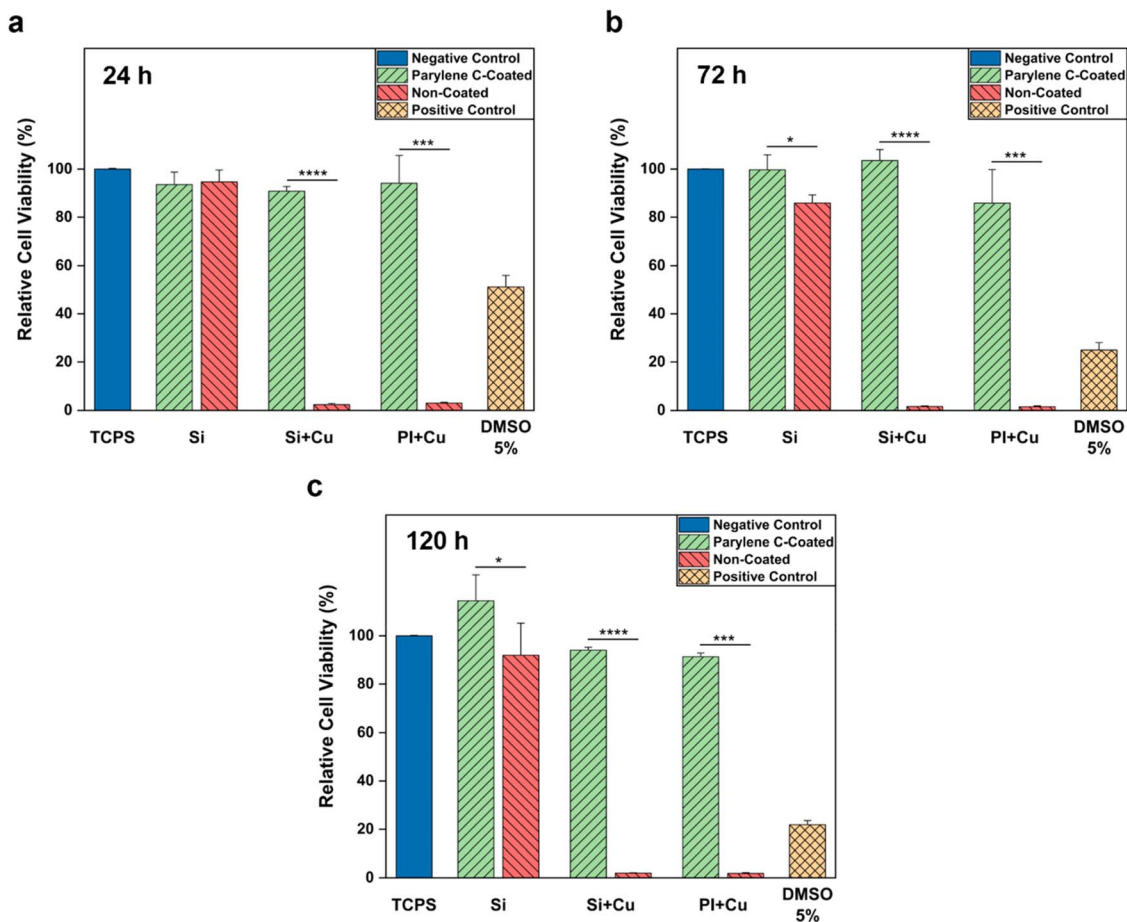 a
24 h
Negative Control
Parylene C-Coated
Non-Coated
Positive Control
Relative Cell Viability (%)
100
80
60
40
20
0
****
***
TCPS
Si
Si+Cu
PI+Cu
DMSO
5%
b
72 h
Negative Control
Parylene C-Coated
Non-Coated
Positive Control
Relative Cell Viability (%)
100
80
60
40
20
0
*
****
***
TCPS
Si
Si+Cu
PI+Cu
DMSO
5%
c
120 h
Negative Control
Parylene C-Coated
Non-Coated
Positive Control
Relative Cell Viability (%)
100
80
60
40
20
0
*
****
***
TCPS
Si
Si+Cu
PI+Cu
DMSO
5%